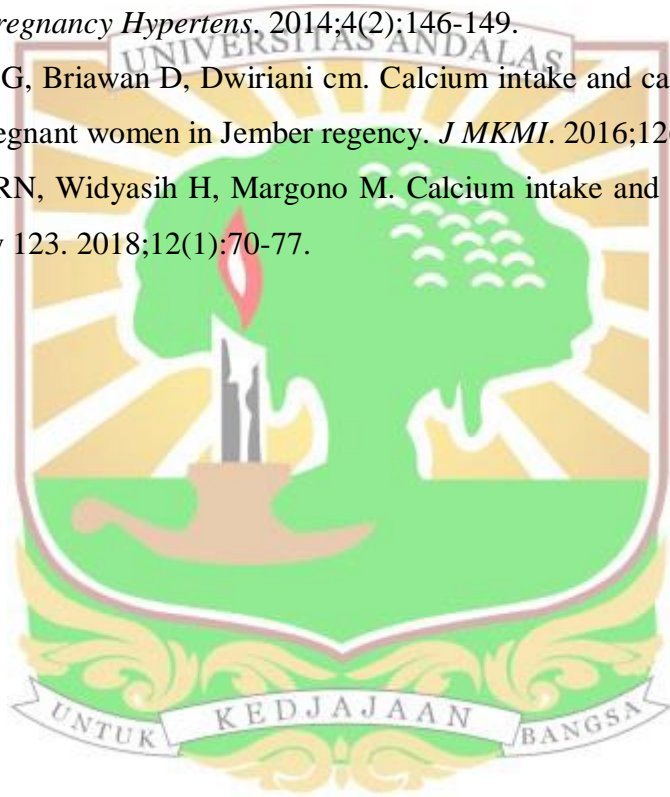 regnancy Hypertens. 2014;4(2):146-149.
UNIVERSITAS ANDALAS
G, Briawan D, Dwiriani cm. Calcium intake and ca
egnant women in Jember regency. J MKMI. 2016;12
RN, Widyasih H, Margono M. Calcium intake and
123. 2018;12(1):70-77.
UNTUK KEDJAJAAN BANGSA